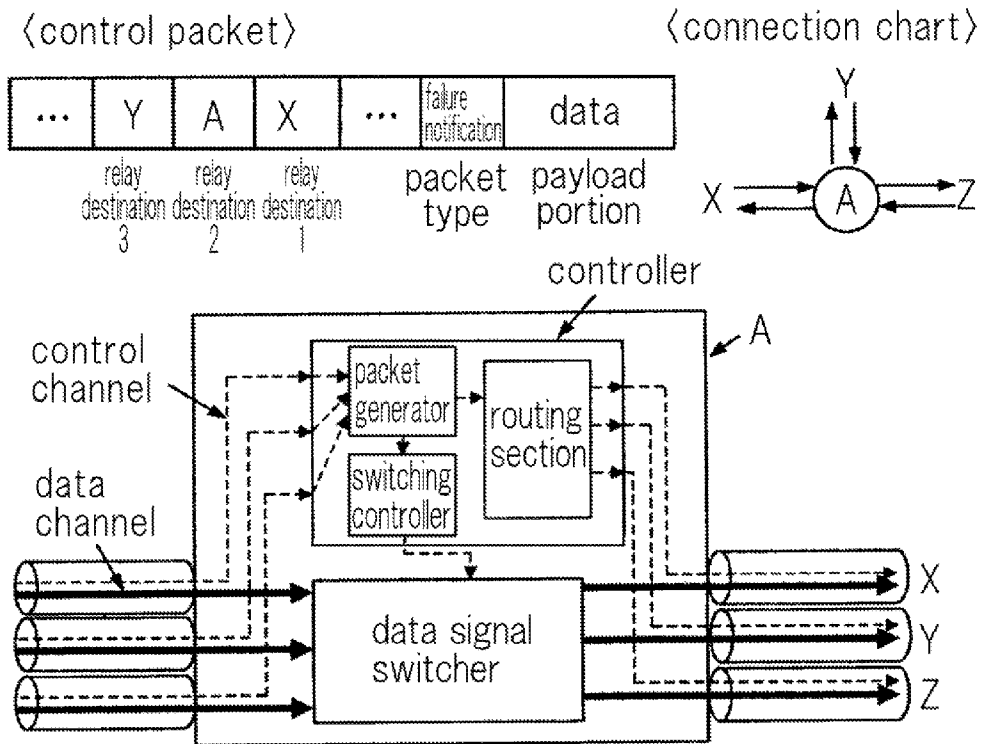 〈control packet〉
〈connection chart〉
... Y A X ... failure notification data
relay destination 3
relay destination 2
relay destination 1
packet type
payload portion
Y
X
A
Z
controller
A
control channel
packet generator
routing section
switching controller
data channel
data signal switcher
X
Y
Z